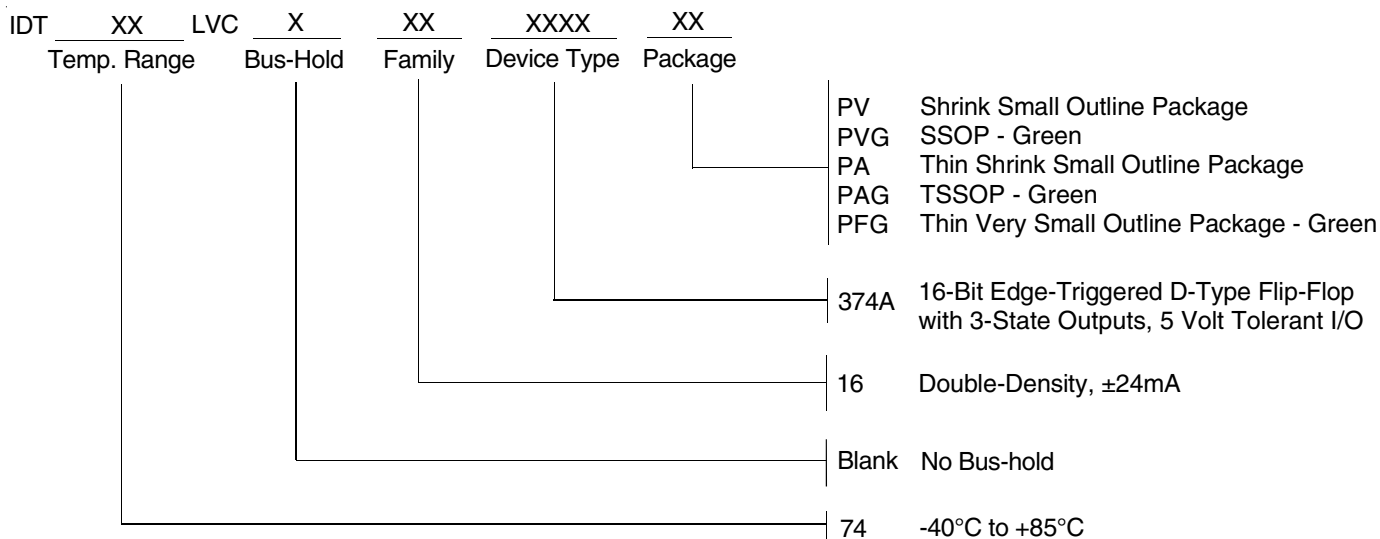 IDT XX LVC X XX XXXX XX
Temp. Range Bus-Hold Family Device Type Package
PV Shrink Small Outline Package
PVG SSOP - Green
PA Thin Shrink Small Outline Package
PAG TSSOP - Green
PFG Thin Very Small Outline Package - Green
374A 16-Bit Edge-Triggered D-Type Flip-Flop
with 3-State Outputs, 5 Volt Tolerant I/O
16 Double-Density, ±24mA
Blank No Bus-hold
74 -40°C to +85°C